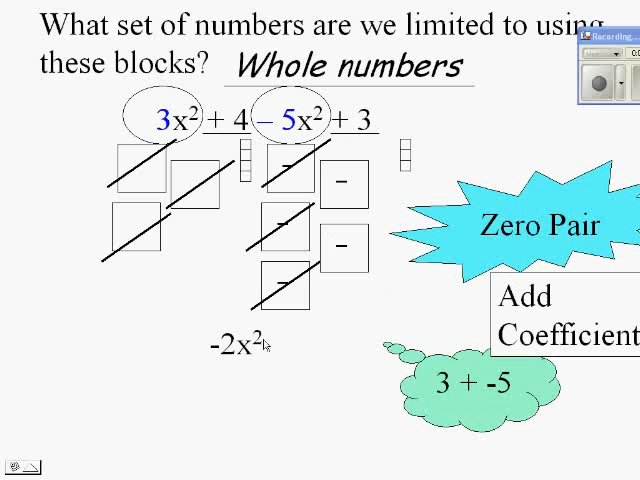 What set of numbers are we limited to using
these blocks? Whole numbers
3x² + 4 – 5x² + 3
Zero Pair
Add
Coefficient
-2x²
3 + -5
Recording...